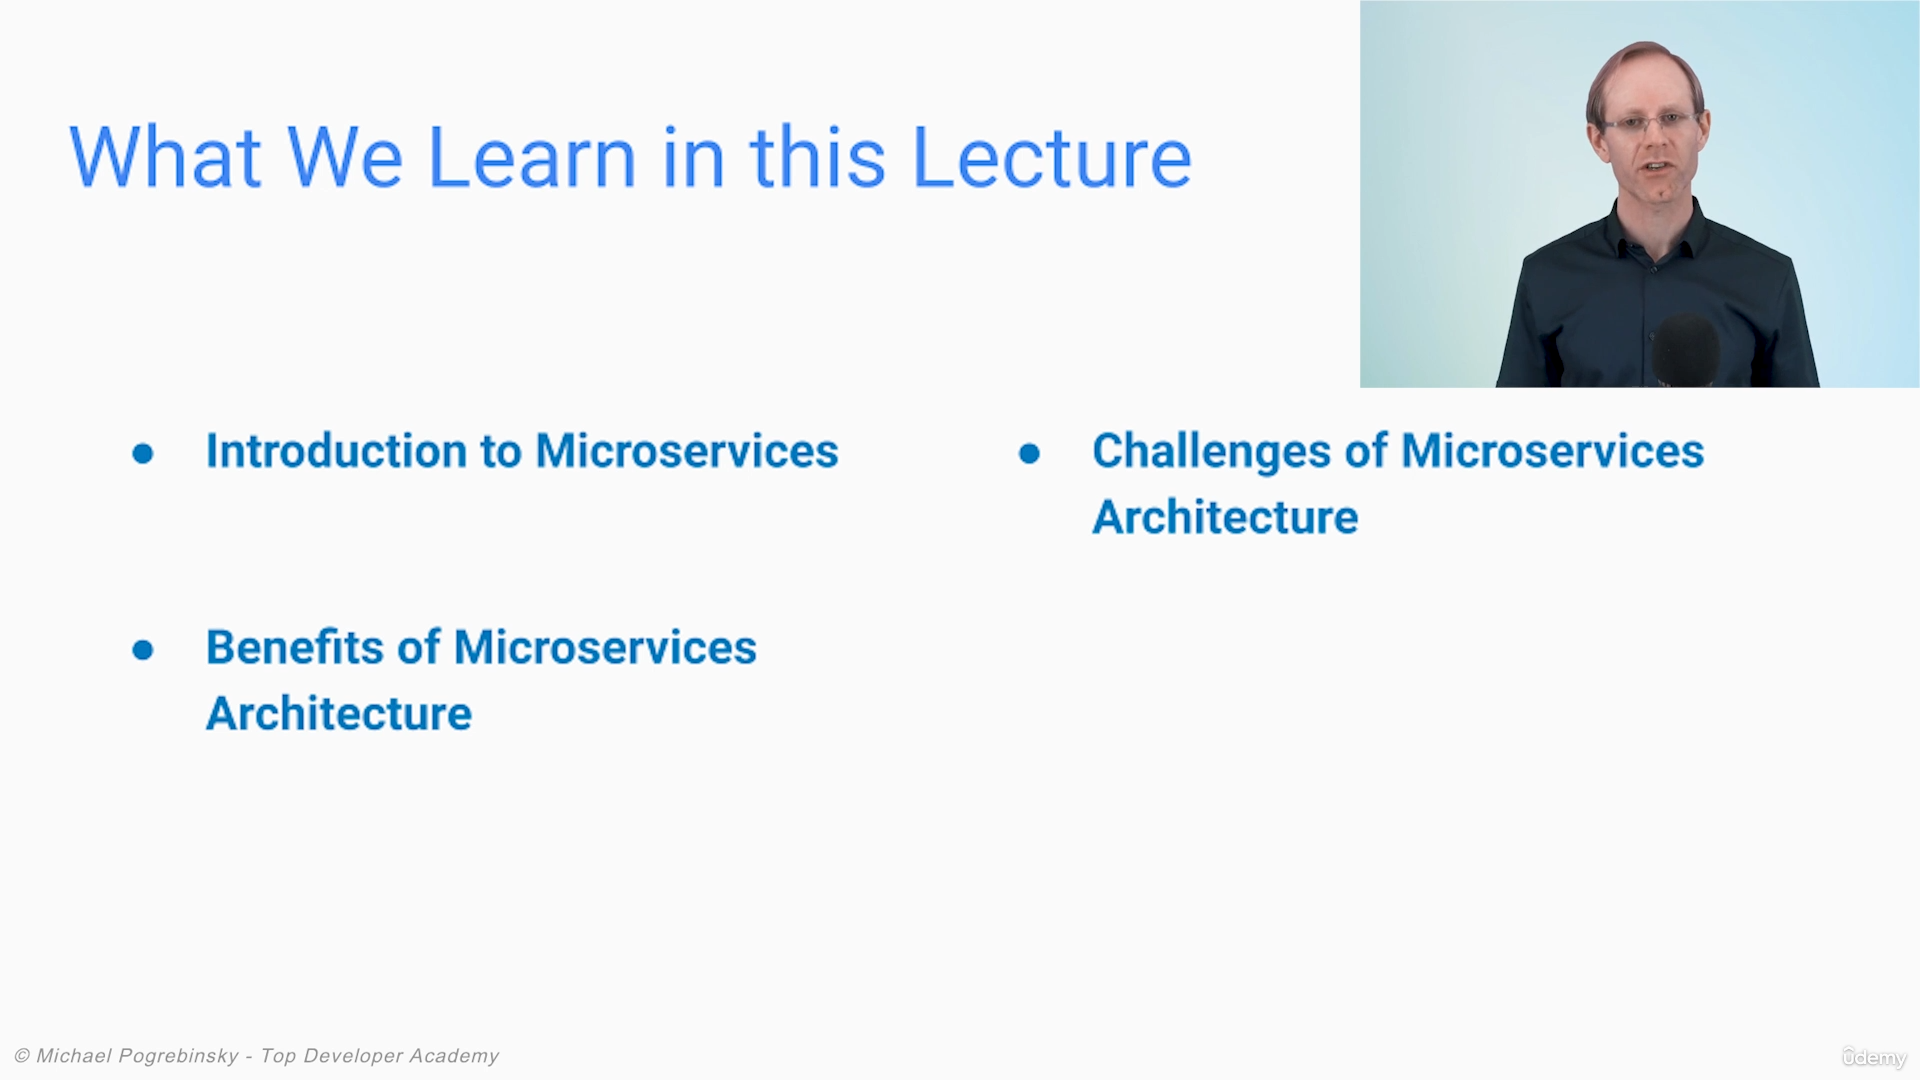 What We Learn in this Lecture
● Introduction to Microservices
● Benefits of Microservices
Architecture
● Challenges of Microservices
Architecture
© Michael Pogrebinsky - Top Developer Academy
ûdemy